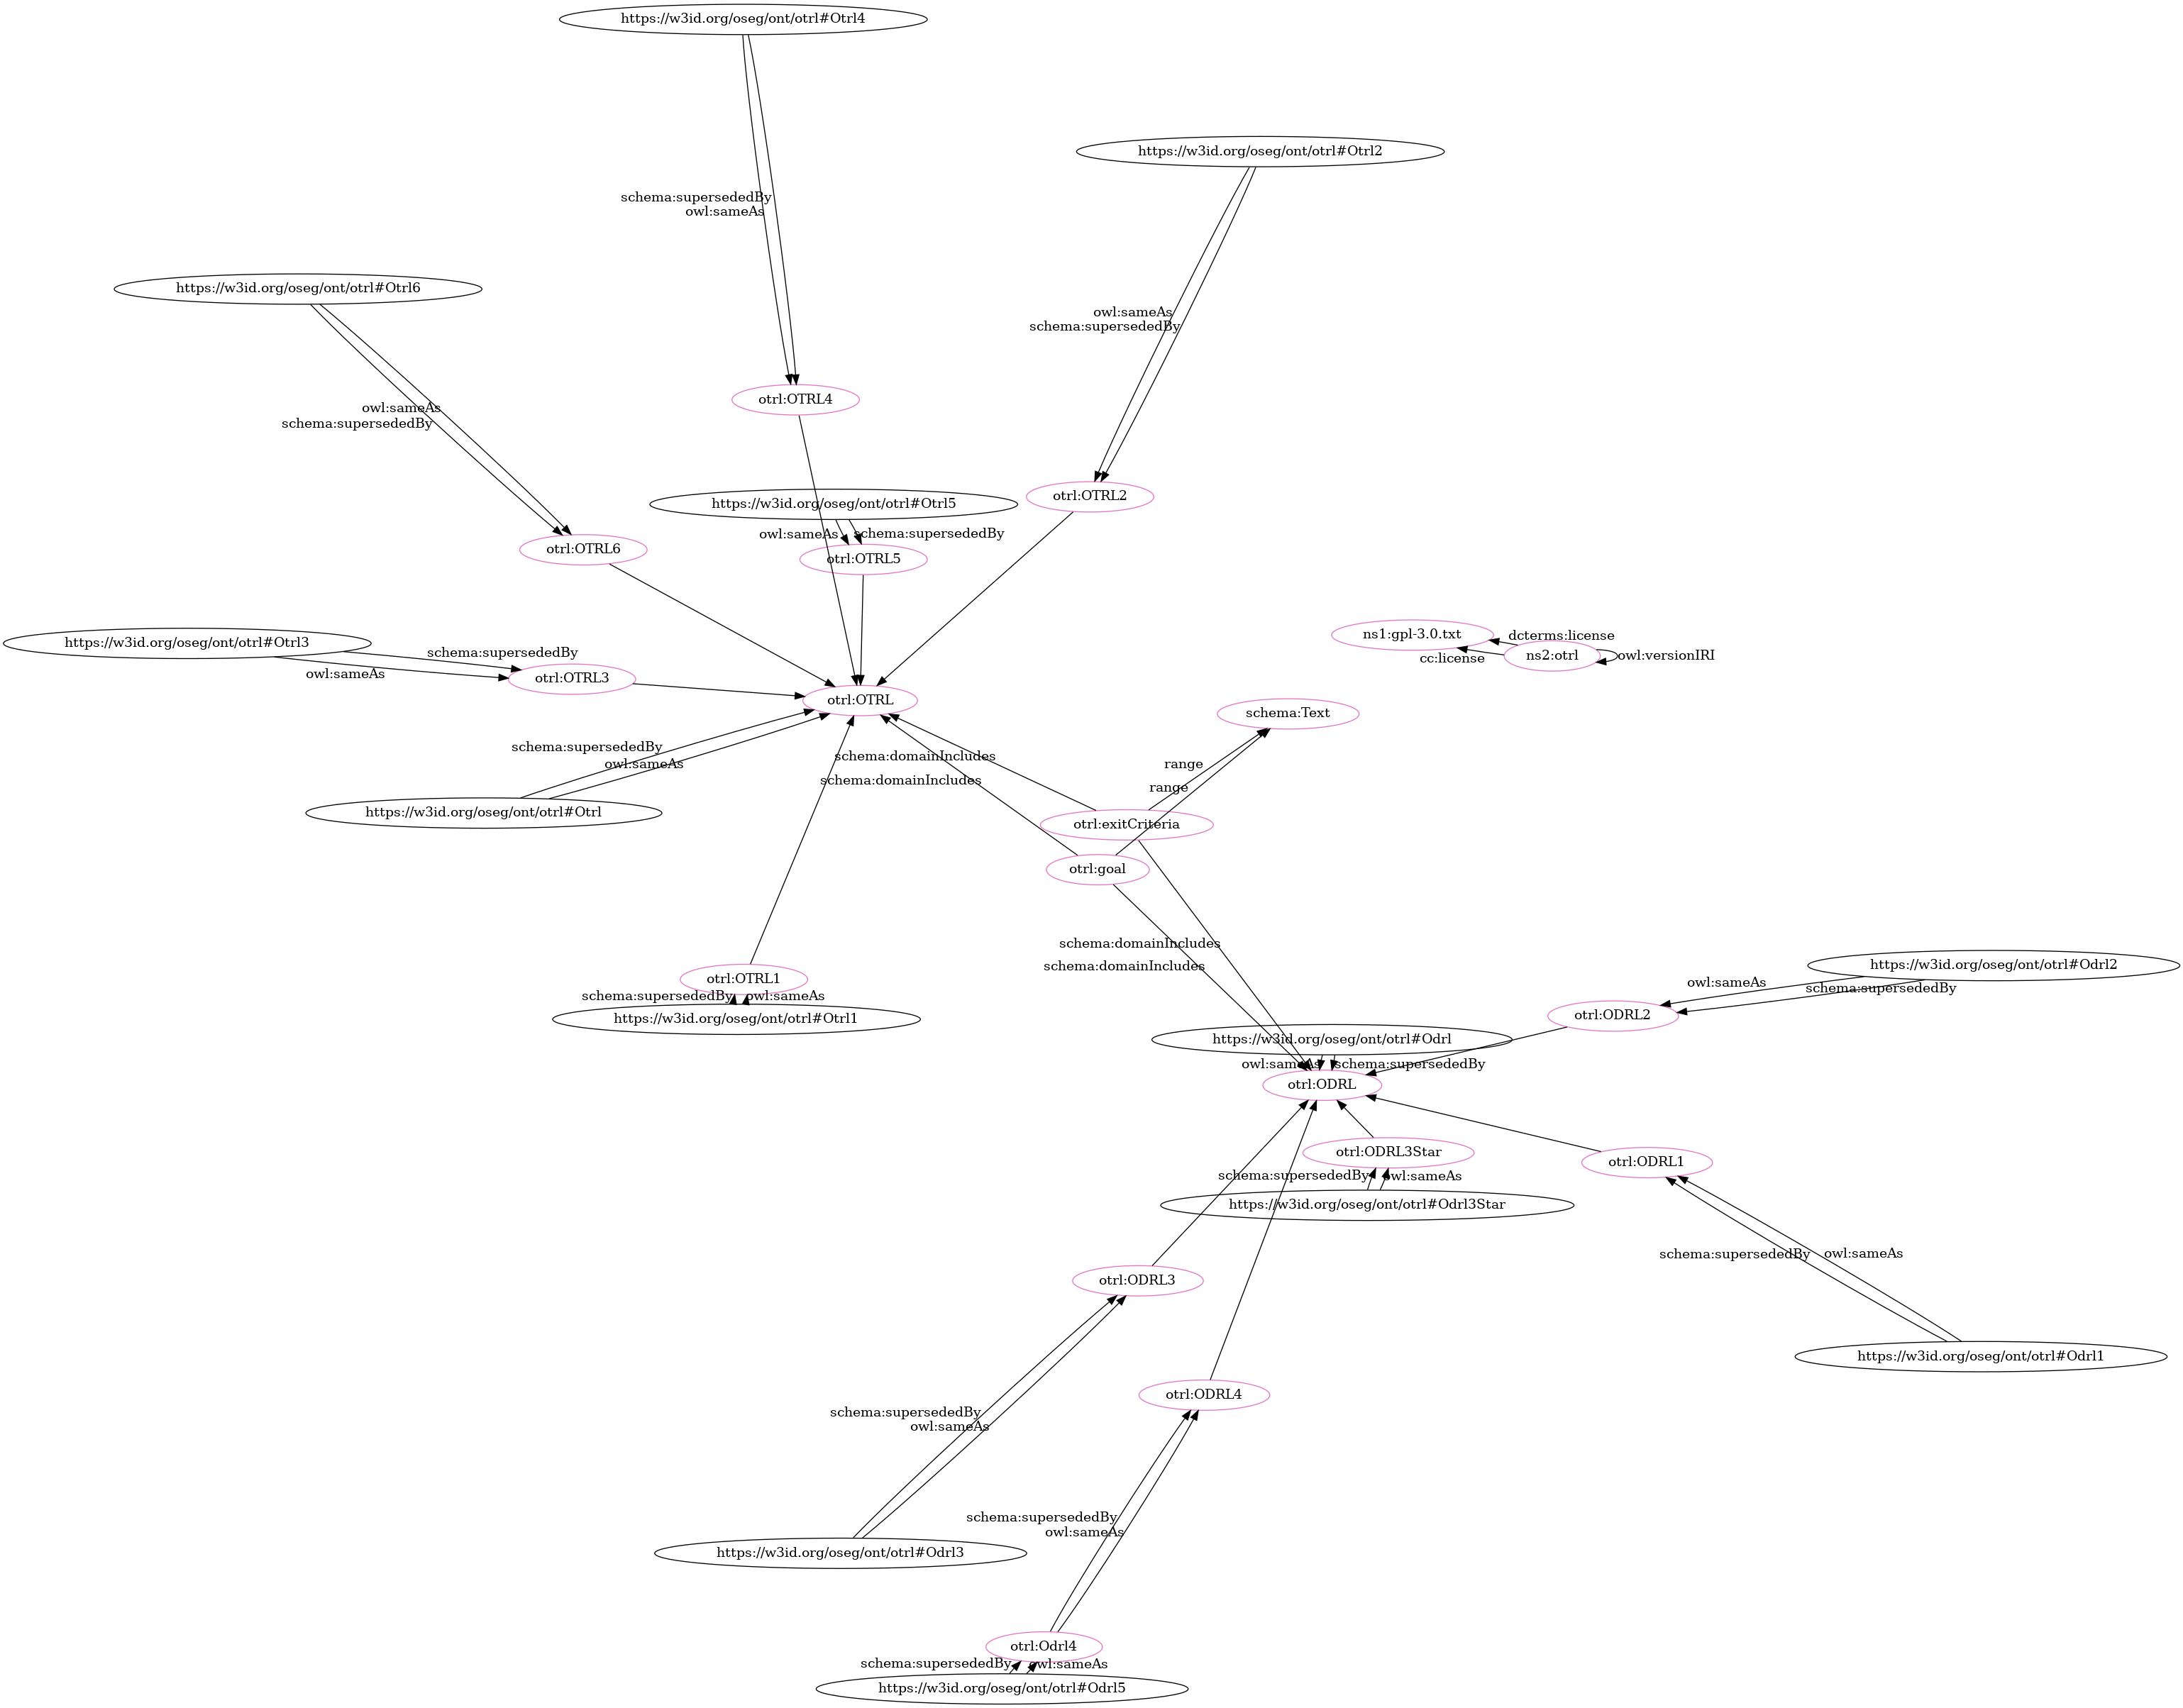 https://w3id.org/oseg/ont/otrl#Otrl4
https://w3id.org/oseg/ont/otrl#Otrl2
schema:supersededBy
owl:sameAs
https://w3id.org/oseg/ont/otrl#Otrl6
owl:sameAs
schema:supersededBy
otrl:OTRL4
owl:sameAs
schema:supersededBy
otrl:OTRL2
https://w3id.org/oseg/ont/otrl#Otrl5
owl:sameAs
schema:supersededBy
otrl:OTRL6
otrl:OTRL5
https://w3id.org/oseg/ont/otrl#Otrl3
schema:supersededBy
owl:sameAs
otrl:OTRL3
ns1:gpl-3.0.txt
dcterms:license
cc:license
ns2:otrl
owl:versionIRI
otrl:OTRL
schema:Text
schema:supersededBy
owl:sameAs
schema:domainIncludes
schema:domainIncludes
range
range
https://w3id.org/oseg/ont/otrl#Otrl
otrl:exitCriteria
otrl:goal
schema:domainIncludes
schema:domainIncludes
otrl:OTRL1
schema:supersededBy
owl:sameAs
https://w3id.org/oseg/ont/otrl#Otrl1
https://w3id.org/oseg/ont/otrl#Odrl2
owl:sameAs
schema:supersededBy
otrl:ODRL2
https://w3id.org/oseg/ont/otrl#Odrl
owl:sameAs
schema:supersededBy
otrl:ODRL
otrl:ODRL3Star
otrl:ODRL1
schema:supersededBy
owl:sameAs
https://w3id.org/oseg/ont/otrl#Odrl3Star
schema:supersededBy
owl:sameAs
otrl:ODRL3
https://w3id.org/oseg/ont/otrl#Odrl1
otrl:ODRL4
schema:supersededBy
owl:sameAs
schema:supersededBy
owl:sameAs
https://w3id.org/oseg/ont/otrl#Odrl3
otrl:Odrl4
schema:supersededBy
owl:sameAs
https://w3id.org/oseg/ont/otrl#Odrl5